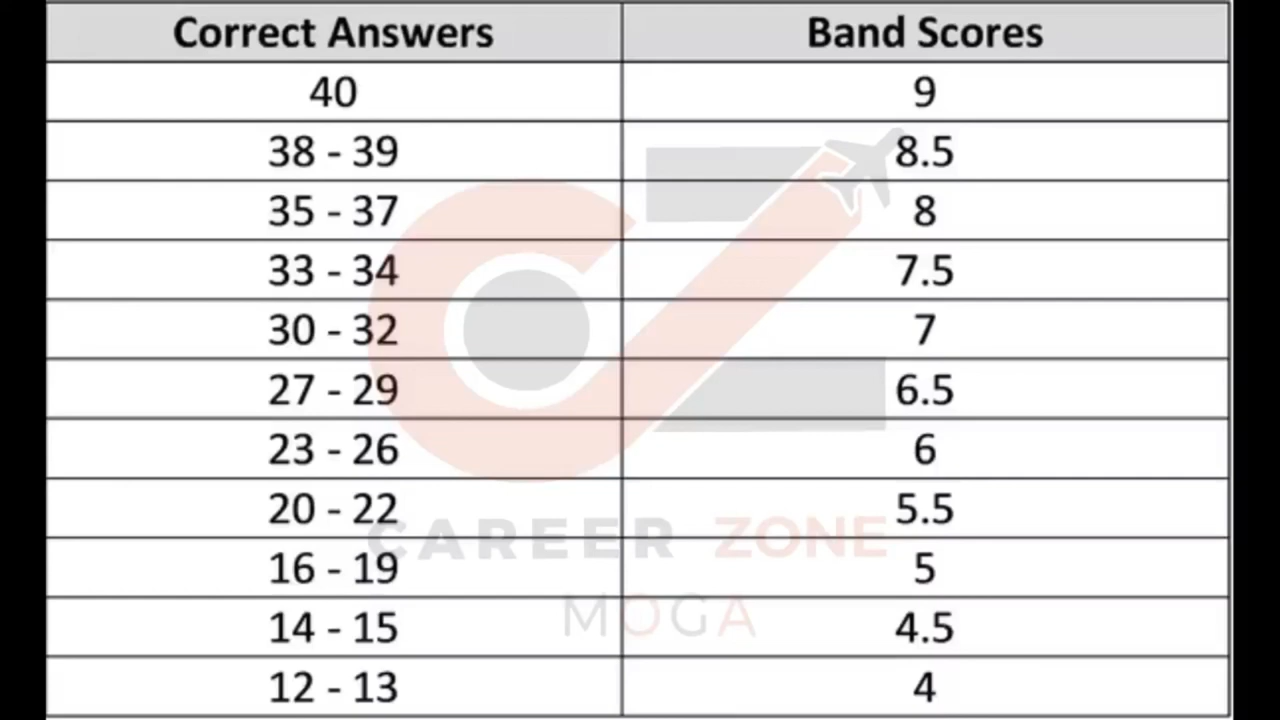 Correct Answers Band Scores
40 9
38 - 39 8.5
35 - 37 8
33 - 34 7.5
30 - 32 7
27 - 29 6.5
23 - 26 6
20 - 22 5.5
CAREER ZONE
16 - 19 5
MOGA
14 - 15 4.5
12 - 13 4